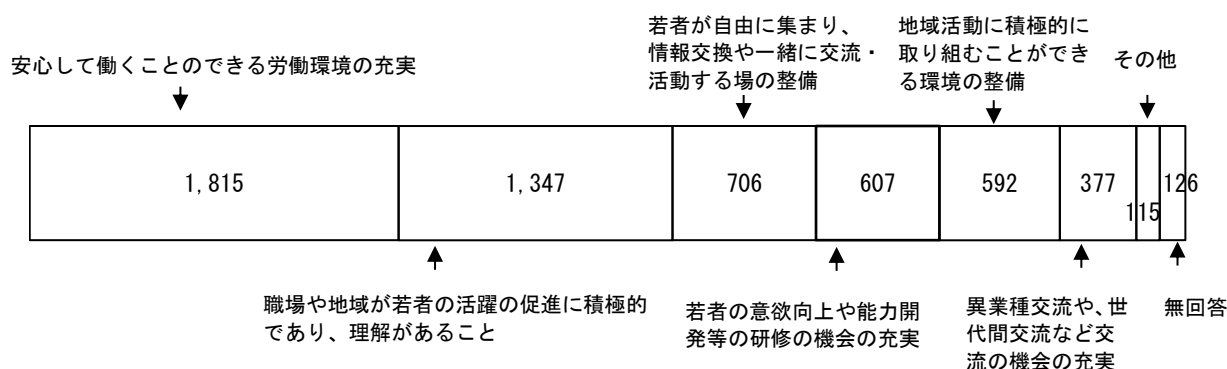 若者が自由に集まり、
情報交換や一緒に交流・
活動する場の整備
地域活動に積極的に
取り組むことができ
る環境の整備
その他
安心して働くことのできる労働環境の充実
1,815
1,347
706
607
592
377
115
126
職場や地域が若者の活躍の促進に積極的
であり、理解があること
若者の意欲向上や能力開
発等の研修の機会の充実
異業種交流や、世
代間交流など交
流の機会の充実
無回答